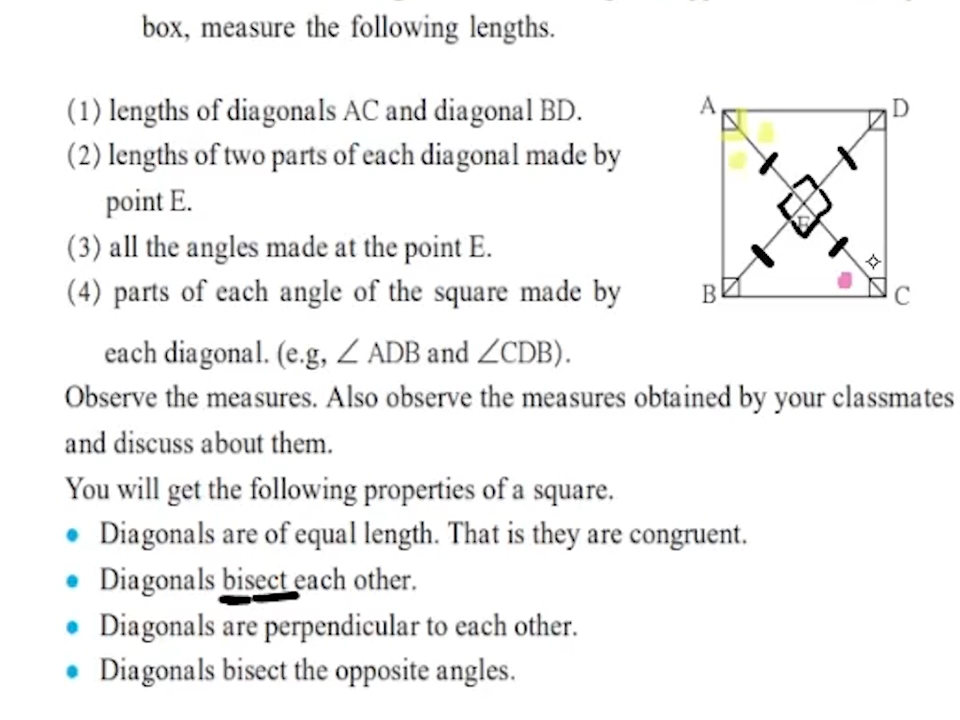 box, measure the following lengths.
(1) lengths of diagonals AC and diagonal BD.
(2) lengths of two parts of each diagonal made by
point E.
(3) all the angles made at the point E.
(4) parts of each angle of the square made by
each diagonal. (e.g, ∠ ADB and ∠CDB).
A D
E
B C
Observe the measures. Also observe the measures obtained by your classmates
and discuss about them.
You will get the following properties of a square.
• Diagonals are of equal length. That is they are congruent.
• Diagonals bisect each other.
• Diagonals are perpendicular to each other.
• Diagonals bisect the opposite angles.